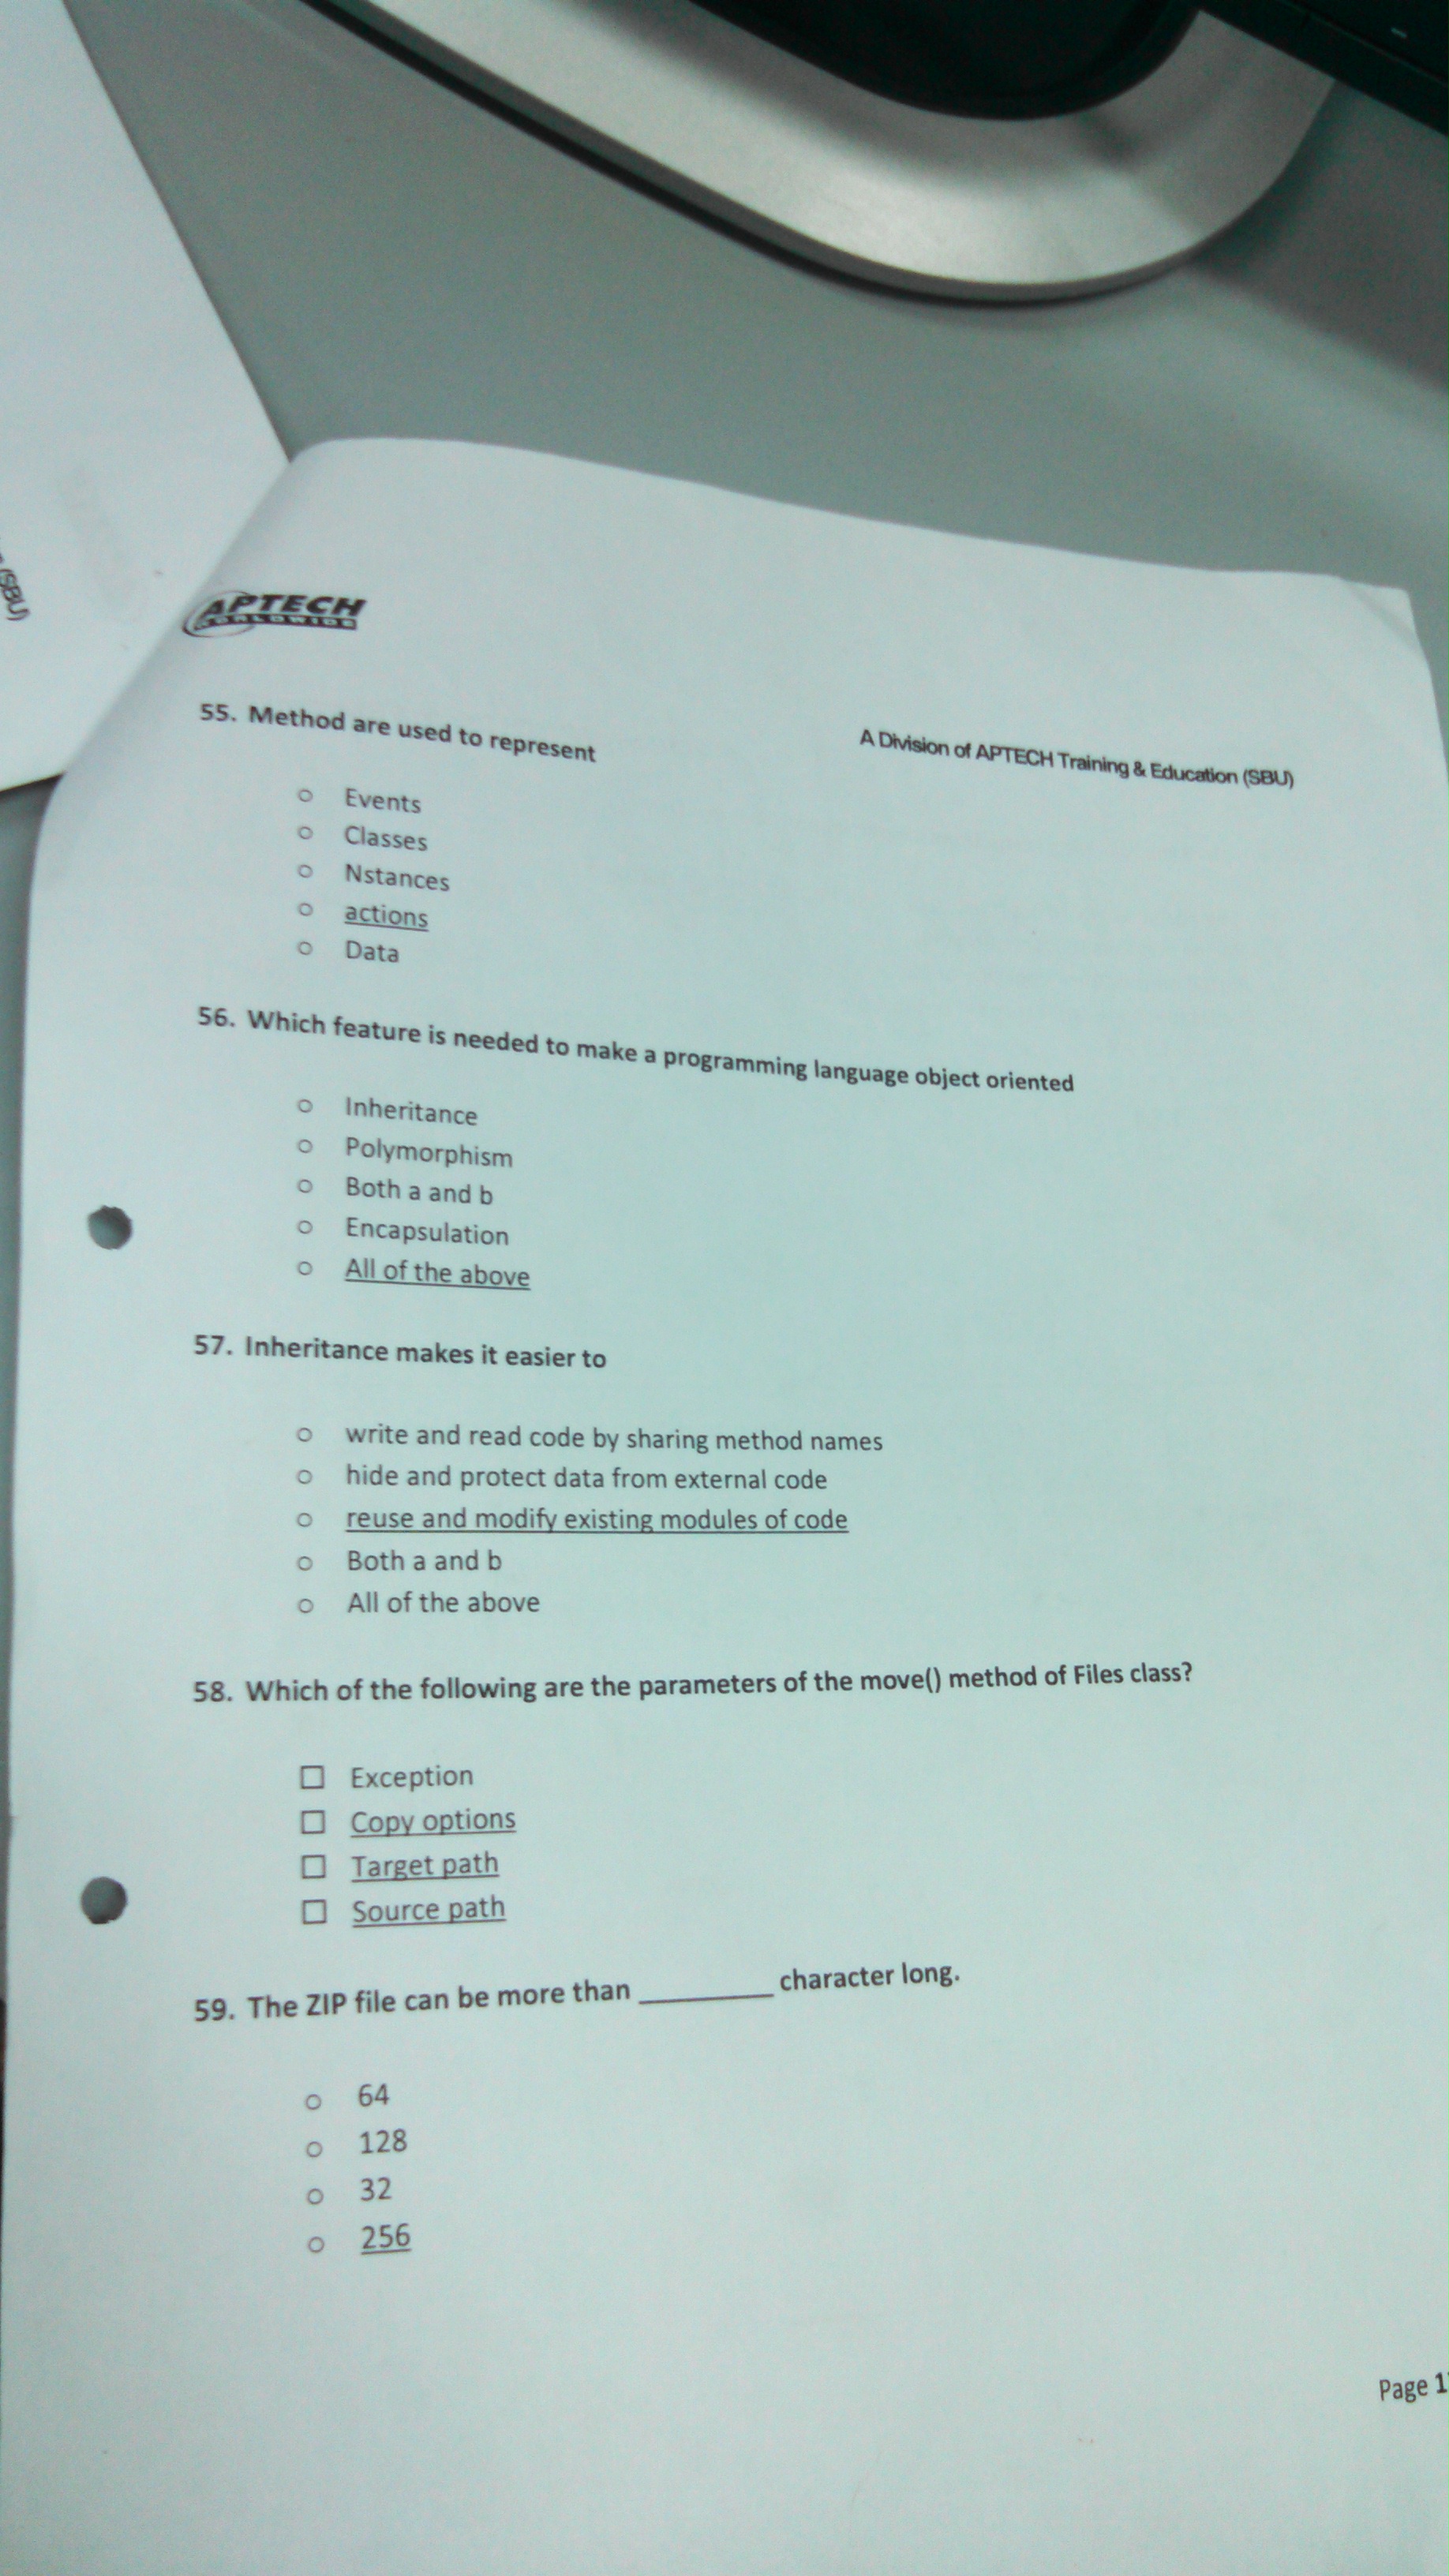 (SBU)
APTECH
WORLDWIDE
A Division of APTECH Training & Education (SBU)
55. Method are used to represent
Events
Classes
Nstances
actions
Data
56. Which feature is needed to make a programming language object oriented
Inheritance
Polymorphism
Both a and b
Encapsulation
All of the above
57. Inheritance makes it easier to
write and read code by sharing method names
hide and protect data from external code
reuse and modify existing modules of code
Both a and b
All of the above
58. Which of the following are the parameters of the move() method of Files class?
Exception
Copy options
Target path
Source path
59. The ZIP file can be more than ________ character long.
64
128
32
256
Page 1